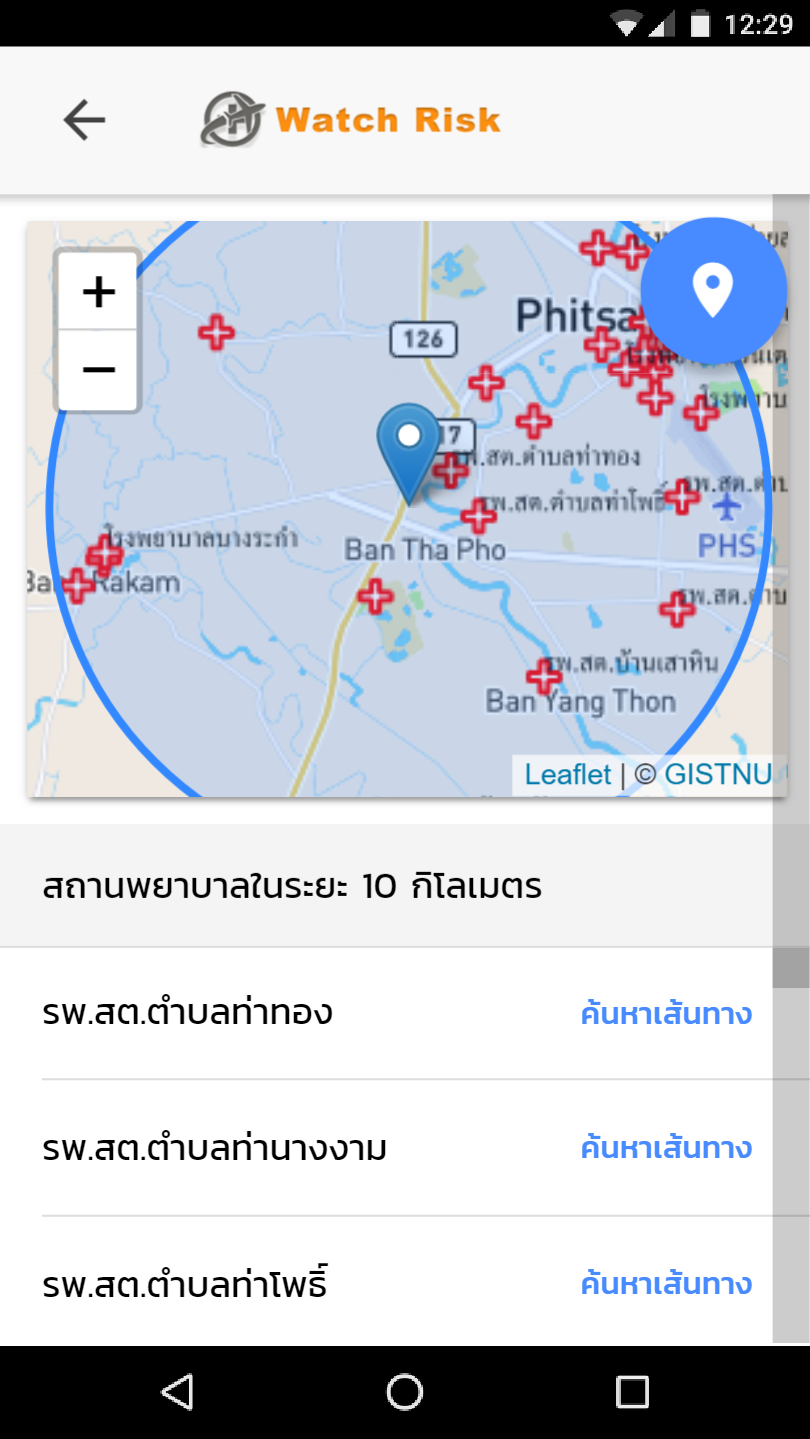 12:29
Watch Risk
+
−
Phitsa
126
17
รพ.สต.ตำบลท่าทอง
รพ.สต.ตำบลท่าโพธิ์
โรงพยาบาลบางระกำ
Ban Tha Pho
PHS
Rakam
รพ.สต.บ้านเสาหิน
Ban Yang Thon
Leaflet | © GISTNU
สถานพยาบาลในระยะ 10 กิโลเมตร
รพ.สต.ตำบลท่าทอง
ค้นหาเส้นทาง
รพ.สต.ตำบลท่านางงาม
ค้นหาเส้นทาง
รพ.สต.ตำบลท่าโพธิ์
ค้นหาเส้นทาง